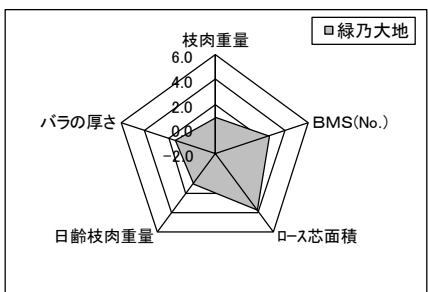 緑乃大地
枝肉重量
6.0
4.0
2.0
0.0
-2.0
BMS(No.)
ロース芯面積
日齢枝肉重量
バラの厚さ